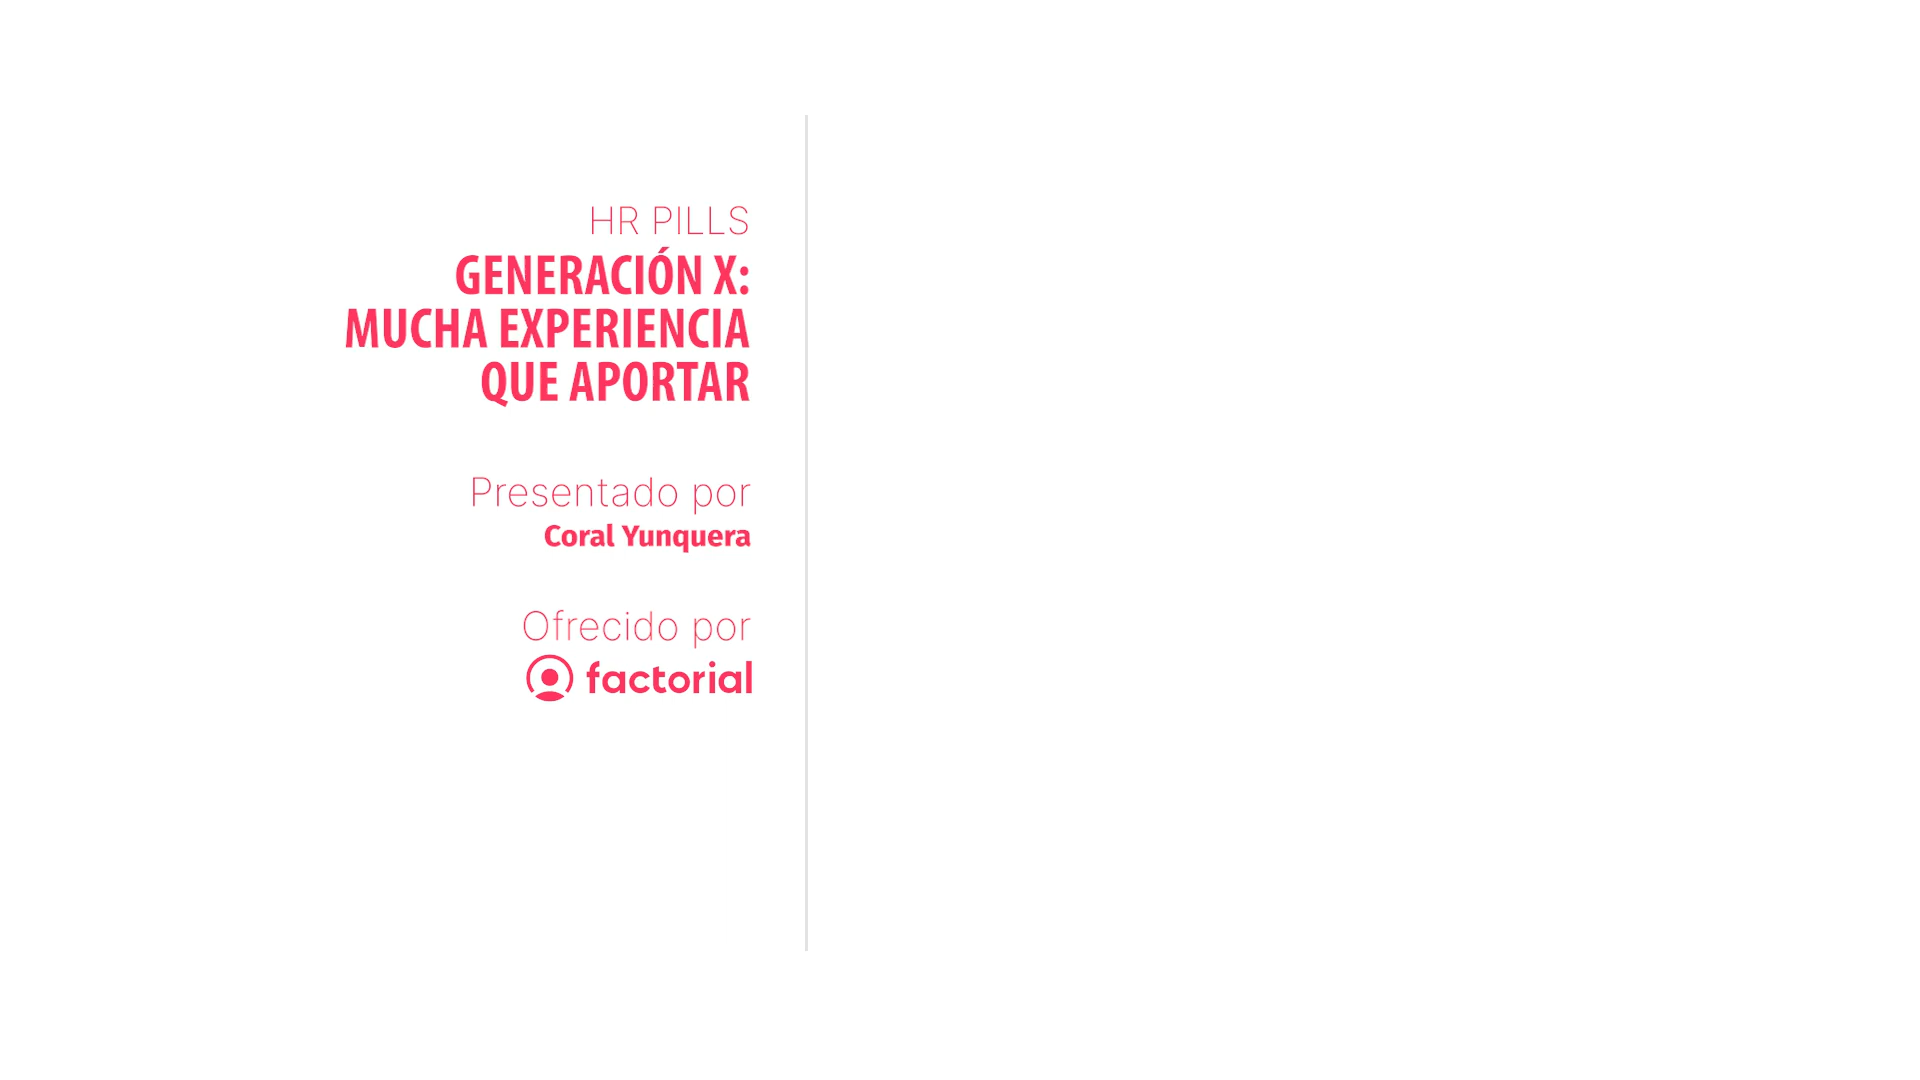 HR PILLS
GENERACIÓN X:
MUCHA EXPERIENCIA
QUE APORTAR
Presentado por
Coral Yunquera
Ofrecido por
factorial